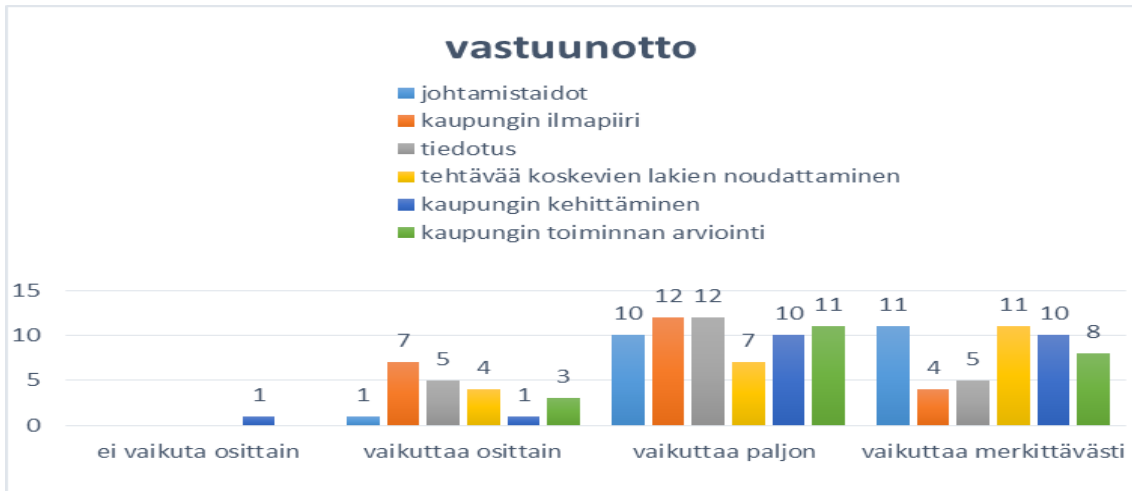 vastuunotto
johtamistaidot
kaupungin ilmapiiri
tiedotus
tehtävää koskevien lakien noudattaminen
kaupungin kehittäminen
kaupungin toiminnan arviointi
15
10
5
0
1
1 7 5 4 1 3
10 12 12 7 10 11
11 4 5 11 10 8
ei vaikuta osittain vaikuttaa osittain vaikuttaa paljon vaikuttaa merkittävästi